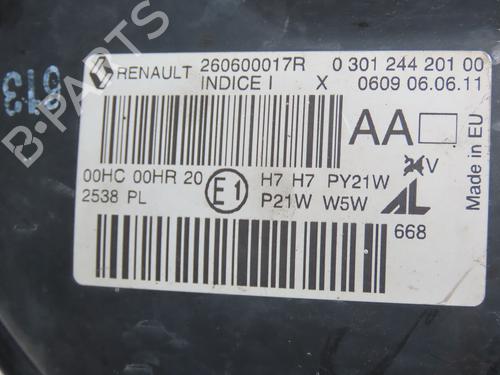 B-PARTS
613
RENAULT 260600017R 0 301 244 201 00
INDICE I X 0609 06.06.11
AA
Made in EU
00HC 00HR 20 E1 H7 H7 PY21W V
2538 PL P21W W5W AL
668